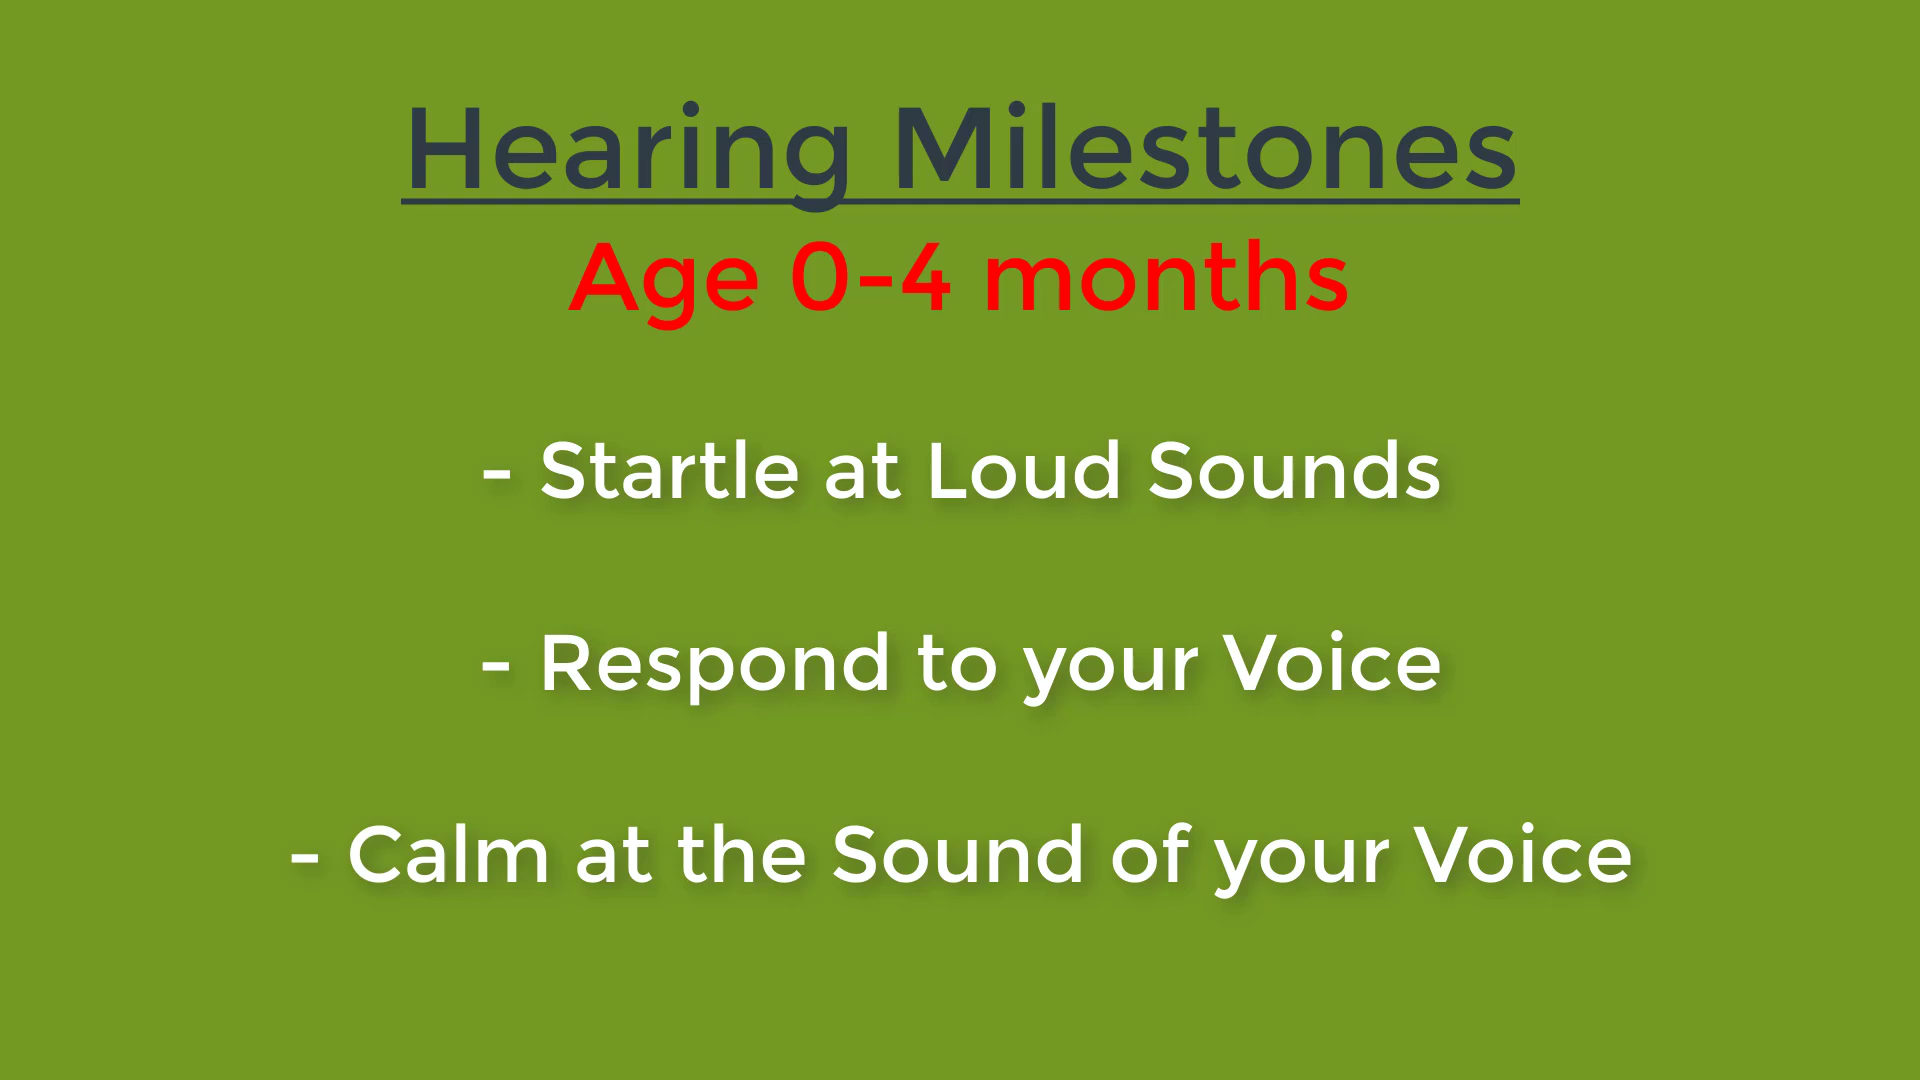 Hearing Milestones
Age 0-4 months
- Startle at Loud Sounds
- Respond to your Voice
- Calm at the Sound of your Voice